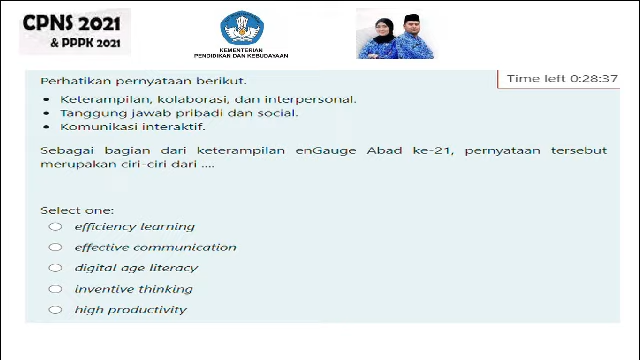 CPNS 2021
& PPPK 2021
KEMENTERIAN
PENDIDIKAN DAN KEBUDAYAAN
Perhatikan pernyataan berikut.
Time left 0:28:37
• Keterampilan, kolaborasi, dan interpersonal.
• Tanggung jawab pribadi dan social.
• Komunikasi interaktif.
Sebagai bagian dari keterampilan enGauge Abad ke-21, pernyataan tersebut
merupakan ciri-ciri dari ....
Select one:
efficiency learning
effective communication
digital age literacy
inventive thinking
high productivity